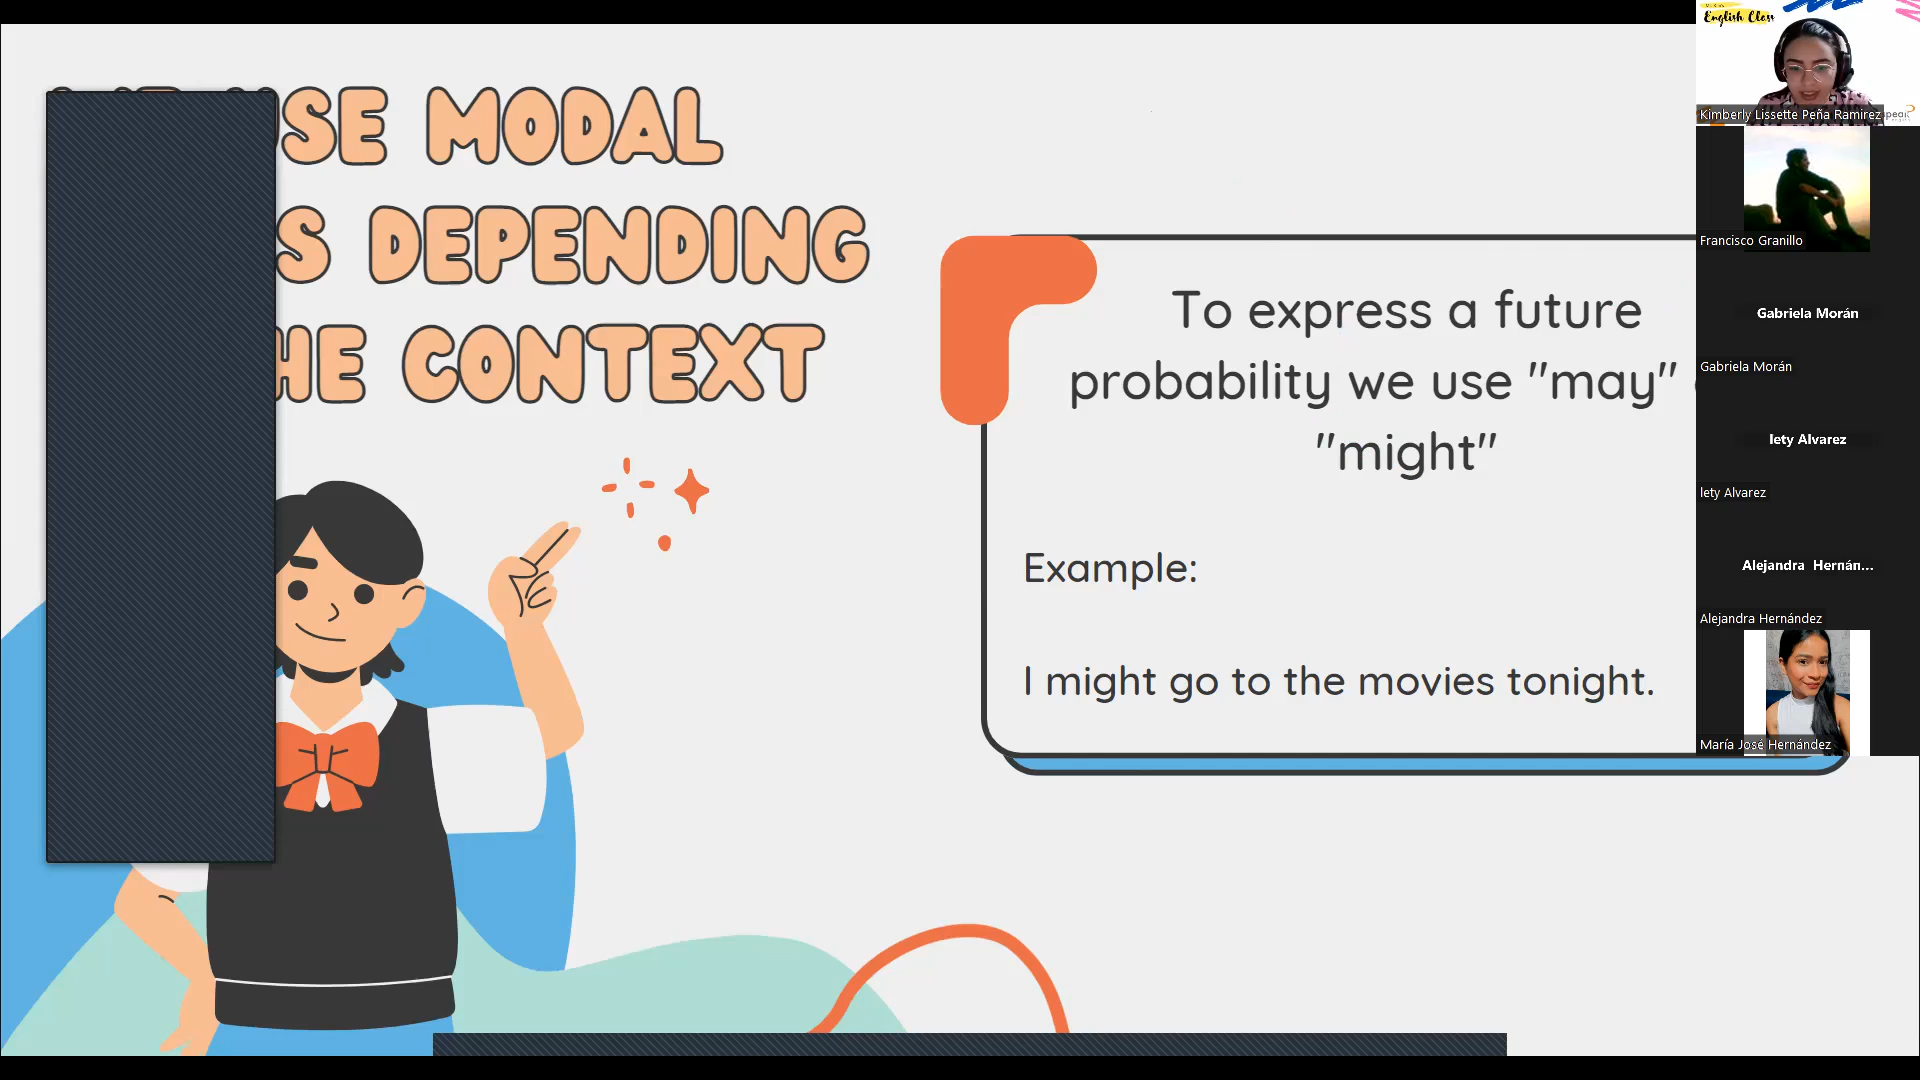 USE MODAL
S DEPENDING
HE CONTEXT
To express a future
probability we use "may"
"might"
Example:
I might go to the movies tonight.
English Class
Kimberly Lissette Peña Ramirez
speak
Francisco Granillo
Gabriela Morán
Gabriela Morán
lety Alvarez
lety Alvarez
Alejandra Hernán...
Alejandra Hernández
María José Hernández